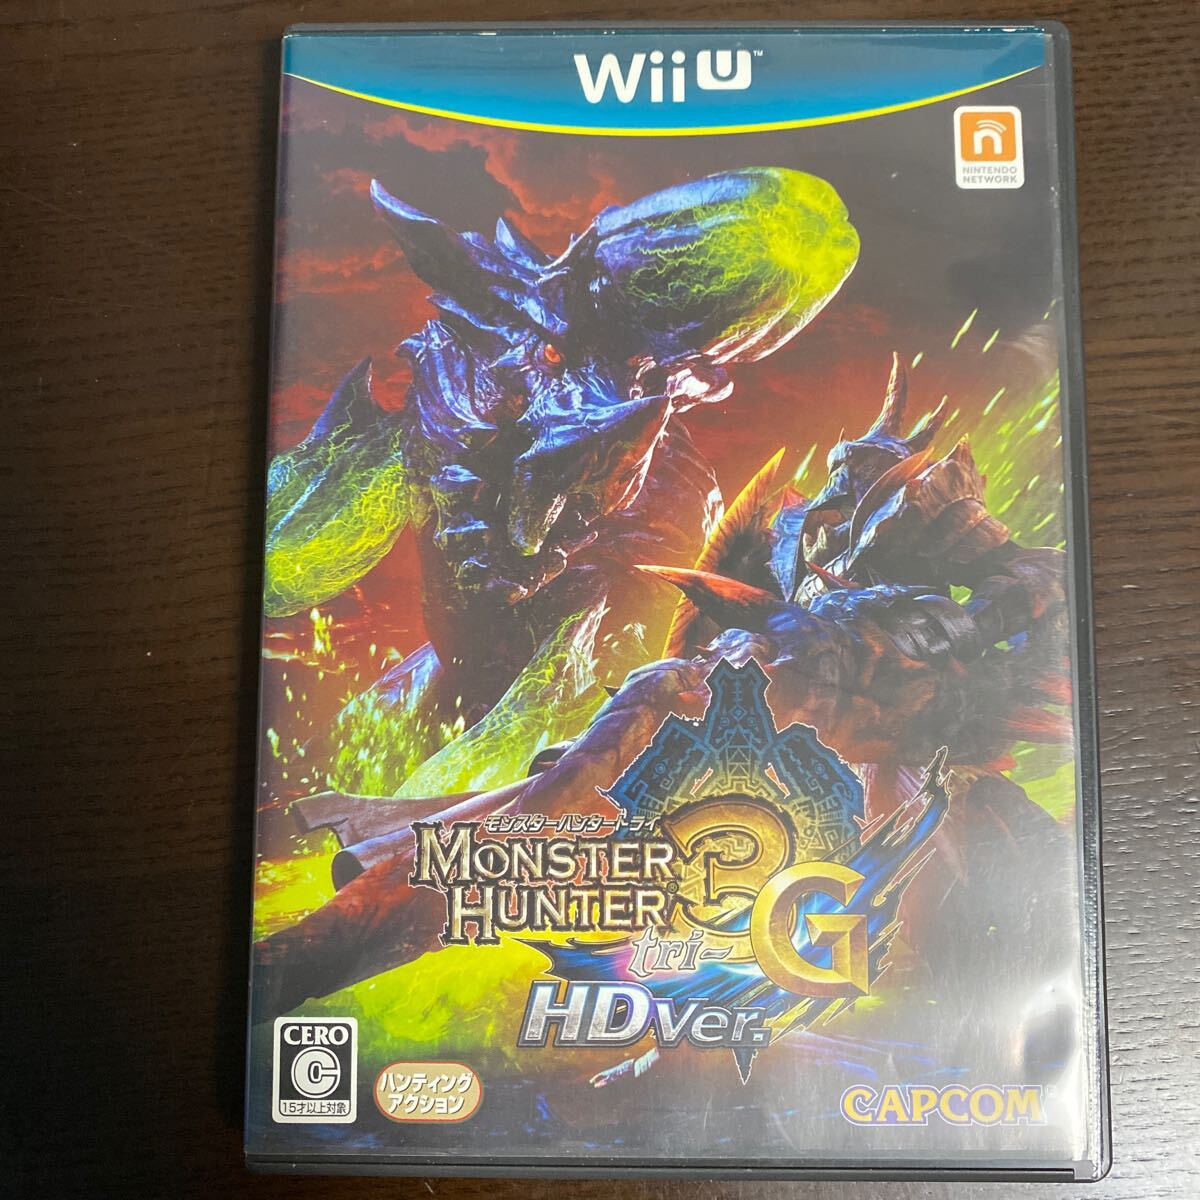 Wii U™
NINTENDO
NETWORK
モンスターハンタートライ
MONSTER
HUNTER®
3
tri-
G
HD Ver.
CERO
C
15才以上対象
ハンティング
アクション
CAPCOM®